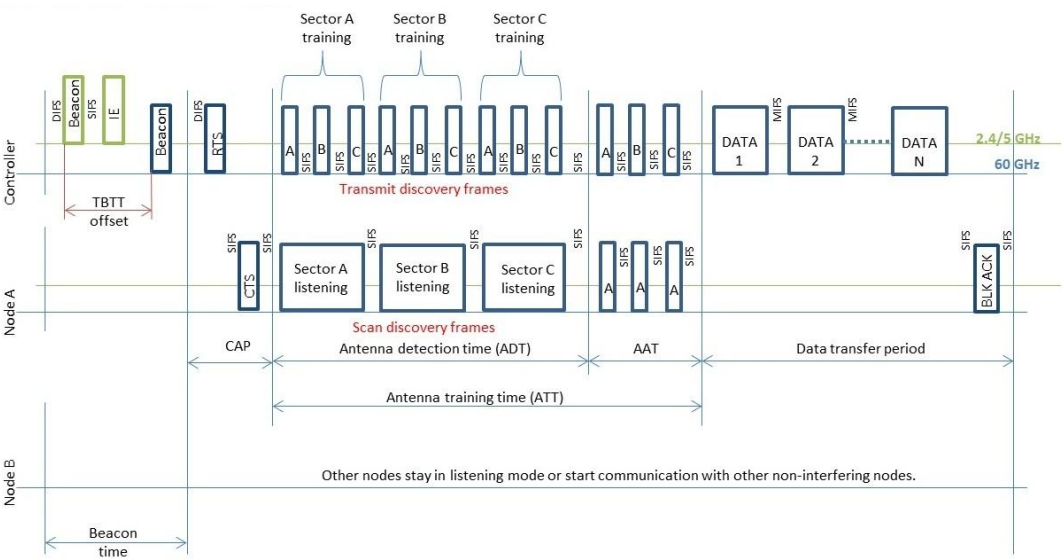 Sector A
training
Sector B
training
Sector C
training
DIFS
Beacon
SIFS
IE
Beacon
DIFS
RTS
A
SIFS
B
SIFS
C
SIFS
A
SIFS
B
SIFS
C
SIFS
A
SIFS
B
SIFS
C
SIFS
A
SIFS
B
SIFS
C
SIFS
DATA
1
MIFS
DATA
2
MIFS
DATA
N
2.4/5 GHz
60 GHz
Controller
Transmit discovery frames
TBTT
offset
SIFS
CTS
SIFS
Sector A
listening
SIFS
Sector B
listening
SIFS
Sector C
listening
SIFS
A
SIFS
A
SIFS
A
SIFS
SIFS
BLK ACK
SIFS
Node A
Scan discovery frames
CAP
Antenna detection time (ADT)
AAT
Data transfer period
Antenna training time (ATT)
Node B
Other nodes stay in listening mode or start communication with other non-interfering nodes.
Beacon
time